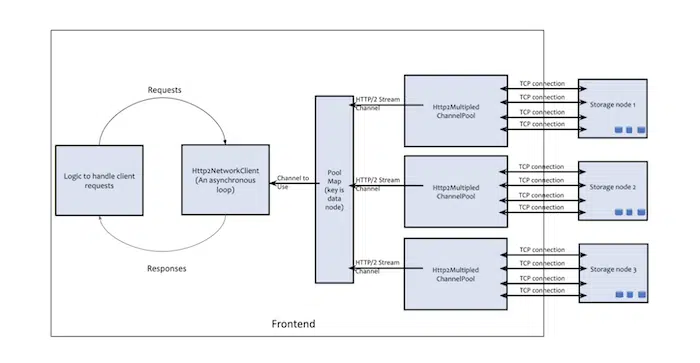 Requests
Logic to handle client
requests
Http2NetworkClient
(An asynchronous
loop)
Responses
Channel to
Use
Pool
Map
(key is
data
node)
HTTP/2 Stream
Channel
Http2Multipled
ChannelPool
TCP connection
TCP connection
TCP connection
TCP connection
Storage node 1
HTTP/2 Stream
Channel
Http2Multipled
ChannelPool
TCP connection
TCP connection
TCP connection
TCP connection
Storage node 2
HTTP/2 Stream
Channel
Http2Multipled
ChannelPool
TCP connection
TCP connection
TCP connection
TCP connection
Storage node 3
Frontend